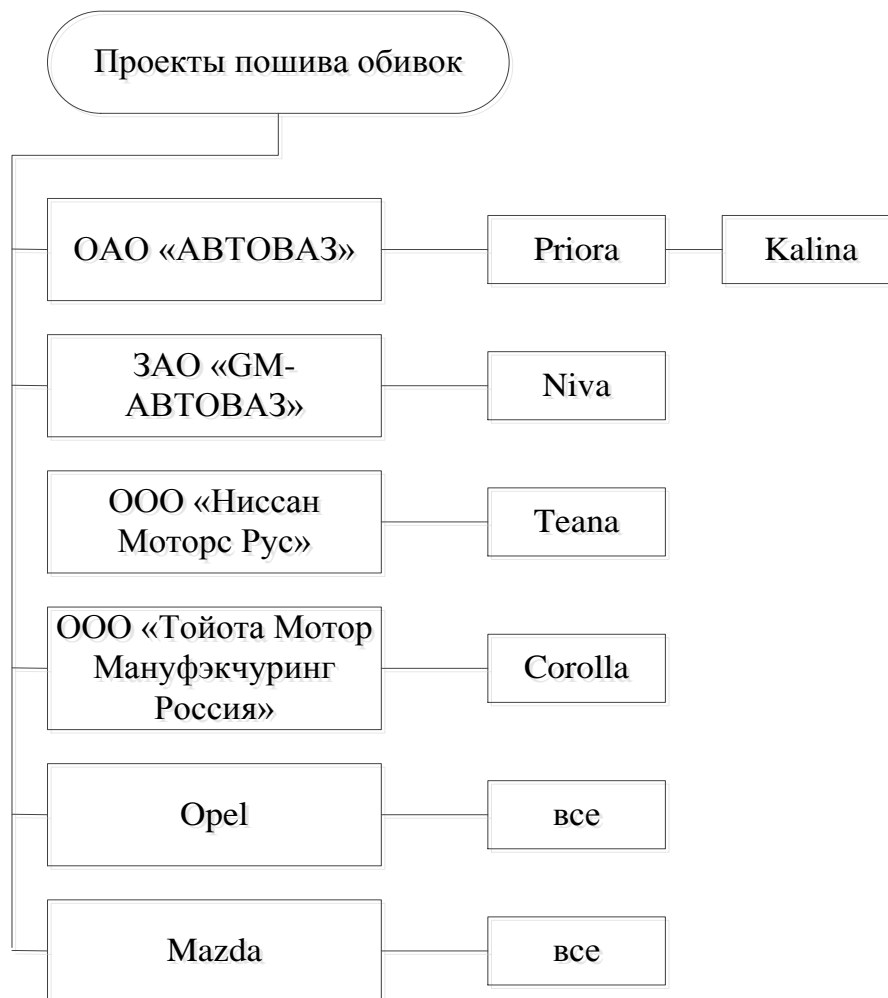 Проекты пошива обивок
ОАО «АВТОВАЗ»
Priora
Kalina
ЗАО «GM-
АВТОВАЗ»
Niva
ООО «Ниссан
Моторс Рус»
Teana
ООО «Тойота Мотор
Мануфэкчуринг
Россия»
Corolla
Opel
все
Mazda
все